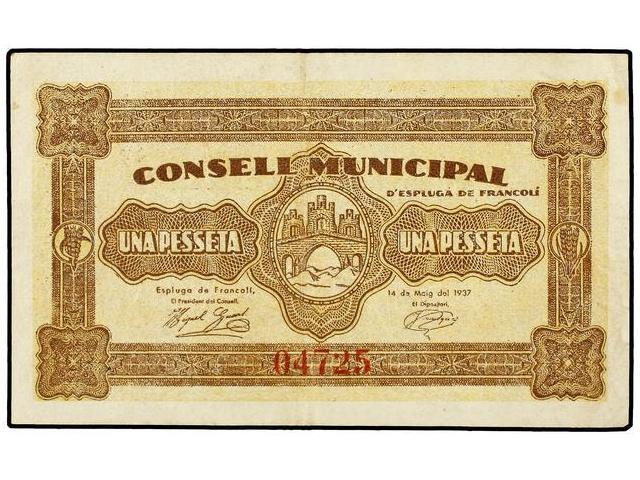 CONSELL MUNICIPAL
D'ESPLUGA DE FRANCOLÍ
UNA PESSETA UNA PESSETA
Espluga de Francolí, 14 de Maig del 1937
El President del Consell, El Dipositari,
Miquel
04725